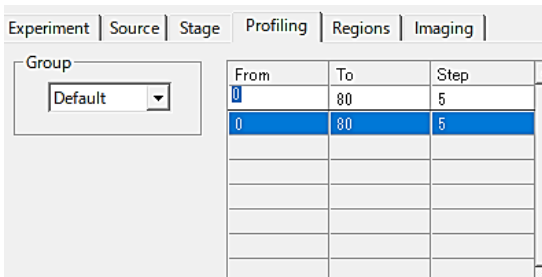 Experiment Source Stage Profiling Regions Imaging
Group
Default
From To Step
0 80 5
0 80 5